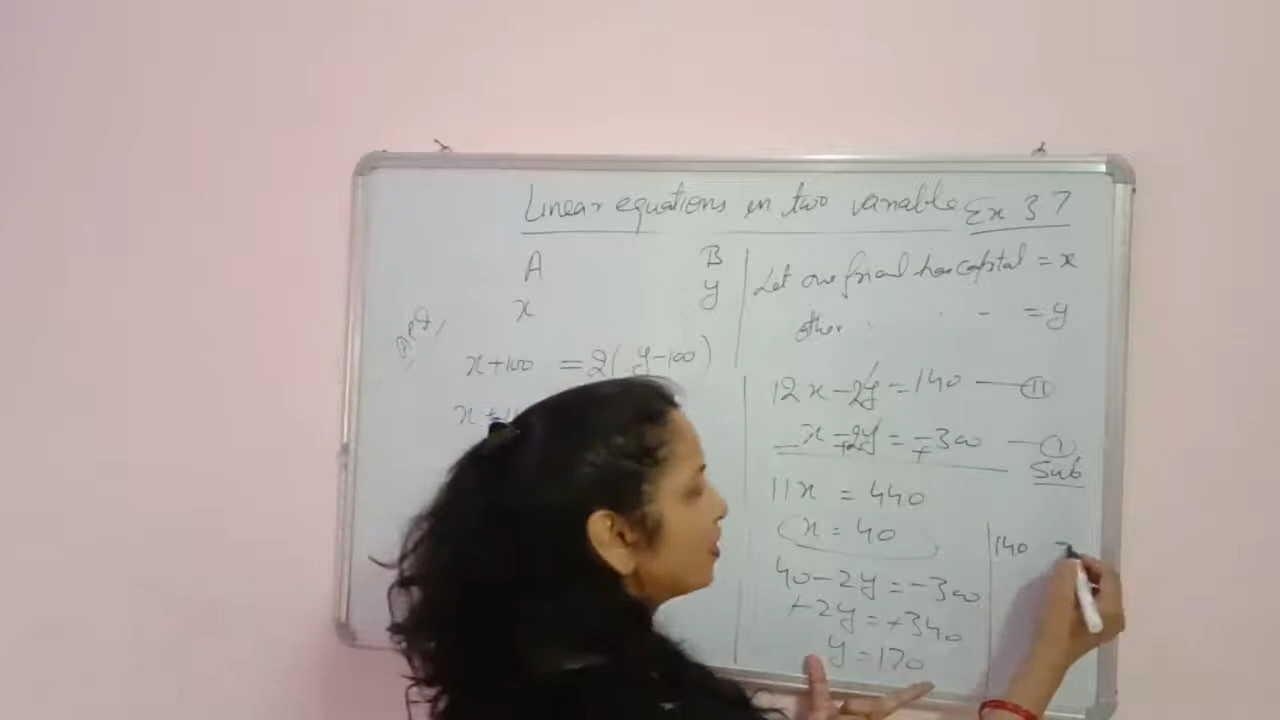 Linear equations in two variable Ex 3 7
A B
x y
x+100 = 2( y-100 )
x+
Let one friend has capital = x
other . . - = y
12x-2y=140 — II
x-2y=-300 — I
- + +
Sub
11x = 440
x = 40
40-2y=-300
+2y=+340
y=170
140 =